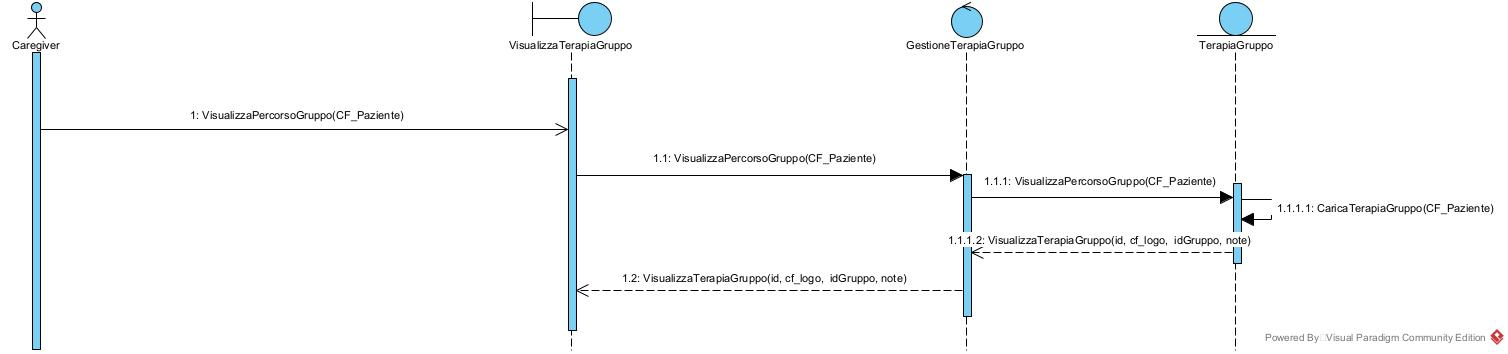 Caregiver
VisualizzaTerapiaGruppo
GestioneTerapiaGruppo
TerapiaGruppo
1: VisualizzaPercorsoGruppo(CF_Paziente)
1.1: VisualizzaPercorsoGruppo(CF_Paziente)
1.1.1: VisualizzaPercorsoGruppo(CF_Paziente)
1.1.1.1: CaricaTerapiaGruppo(CF_Paziente)
1.1.1.2: VisualizzaTerapiaGruppo(id, cf_logo, idGruppo, note)
1.2: VisualizzaTerapiaGruppo(id, cf_logo, idGruppo, note)
Powered By Visual Paradigm Community Edition